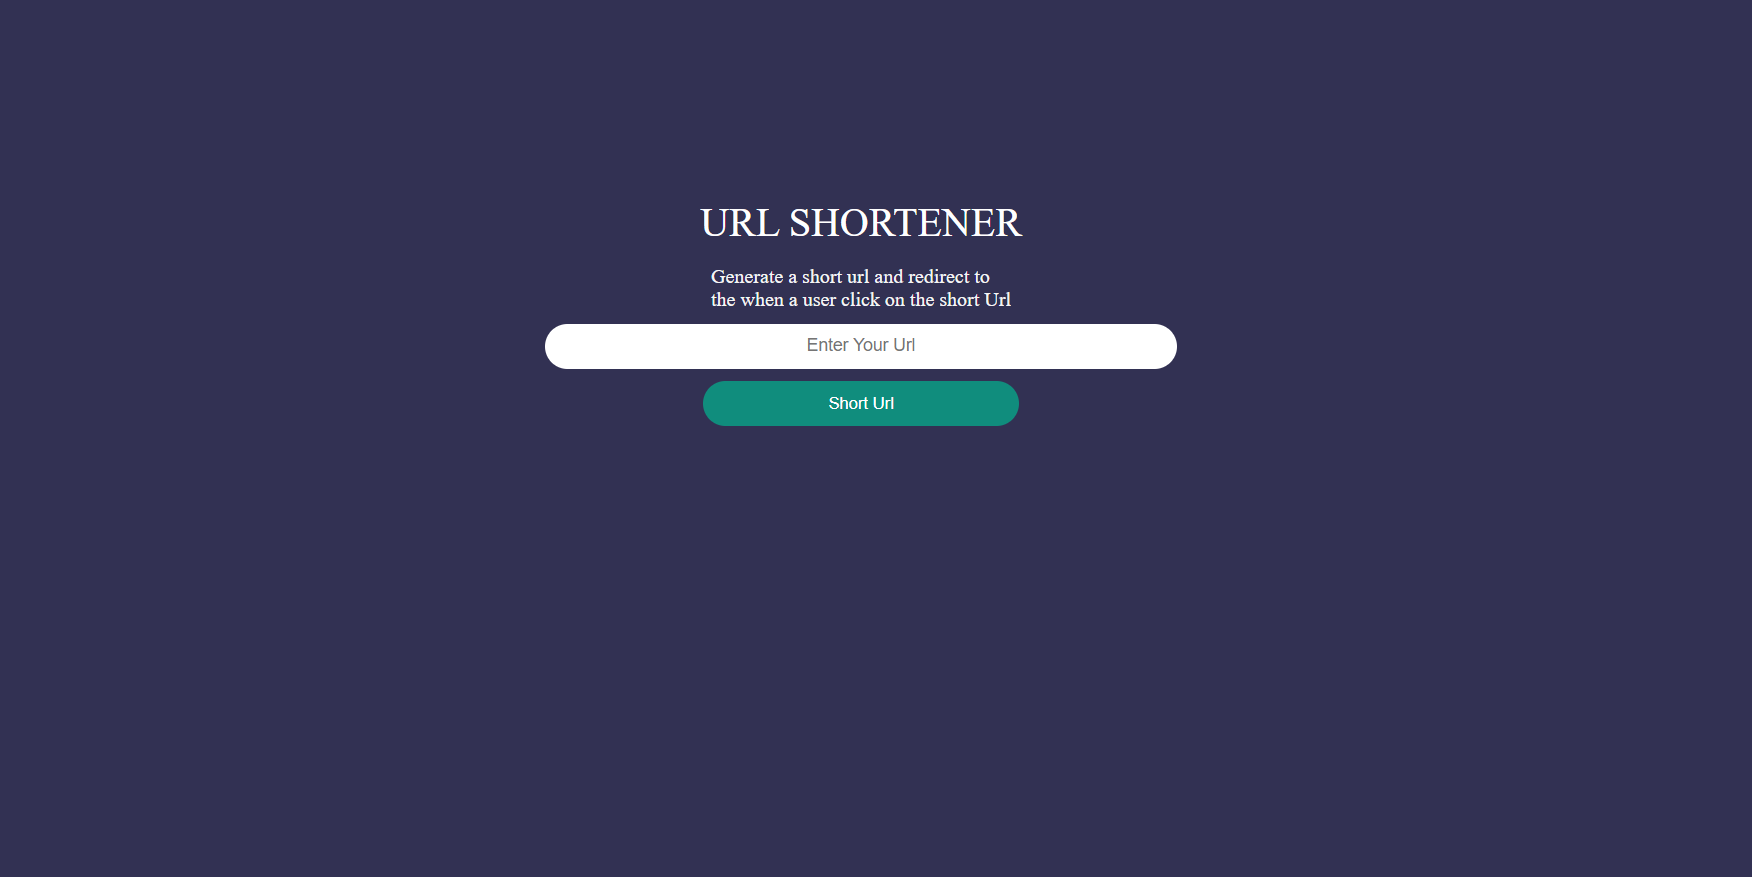 URL SHORTENER
Generate a short url and redirect to
the when a user click on the short Url
Enter Your Url
Short Url